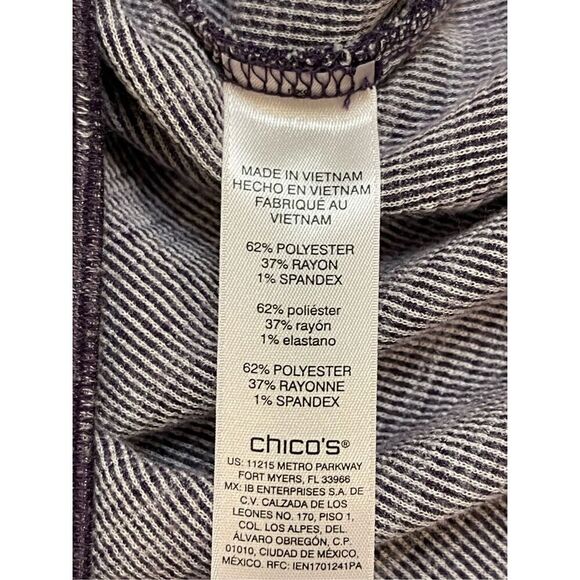 MADE IN VIETNAM
HECHO EN VIETNAM
FABRIQUÉ AU
VIETNAM
62% POLYESTER
37% RAYON
1% SPANDEX
62% poliéster
37% rayón
1% elastano
62% POLYESTER
37% RAYONNE
1% SPANDEX
chico's®
US: 11215 METRO PARKWAY
FORT MYERS, FL 33966
MX: IB ENTERPRISES S.A. DE
C.V. CALZADA DE LOS
LEONES NO. 170, PISO 1,
COL. LOS ALPES, DEL.
ÁLVARO OBREGÓN, C.P.
01010, CIUDAD DE MÉXICO,
MÉXICO. RFC: IEN1701241PA